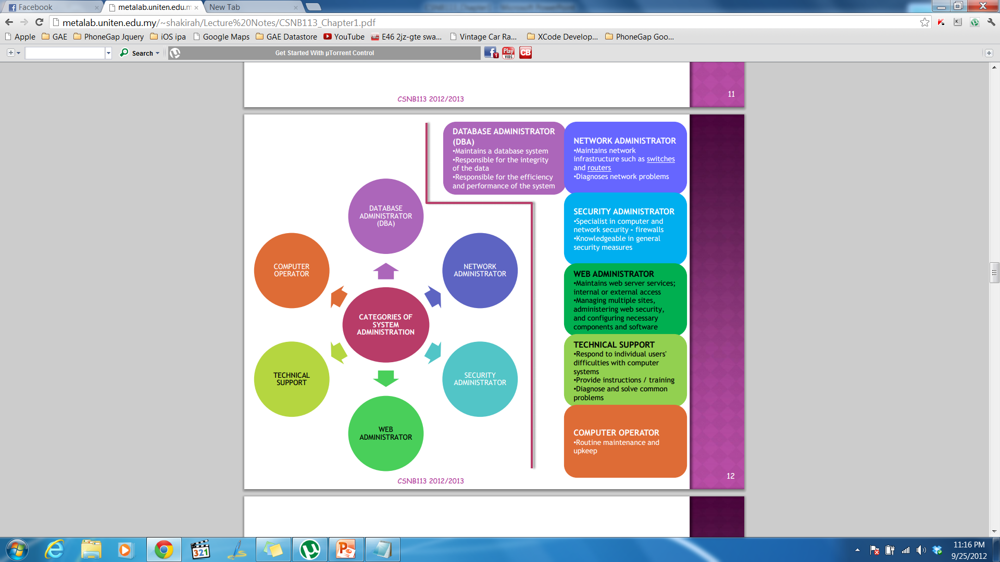 Facebook
metalab.uniten.edu.m
New Tab
metalab.uniten.edu.my/~shakirah/Lecture%20Notes/CSNB113_Chapter1.pdf
Apple
GAE
PhoneGap Jquery
iOS ipa
Google Maps
GAE Datastore
YouTube
E46 2jz-gte swa...
Vintage Car Ra...
XCode Develop...
PhoneGap Goo...
Search
Get Started With µTorrent Control
1
Play
VIDS
CB
CSNB113 2012/2013
11
DATABASE
ADMINISTRATOR
(DBA)
COMPUTER
OPERATOR
NETWORK
ADMINISTRATOR
CATEGORIES OF
SYSTEM
ADMINISTRATION
TECHNICAL
SUPPORT
SECURITY
ADMINISTRATOR
WEB
ADMINISTRATOR
DATABASE ADMINISTRATOR
(DBA)
•Maintains a database system
•Responsible for the integrity
of the data
•Responsible for the efficiency
and performance of the system
NETWORK ADMINISTRATOR
•Maintains network
infrastructure such as switches
and routers
•Diagnoses network problems
SECURITY ADMINISTRATOR
•Specialist in computer and
network security - firewalls
•Knowledgeable in general
security measures
WEB ADMINISTRATOR
•Maintains web server services;
internal or external access
•Managing multiple sites,
administering web security,
and configuring necessary
components and software
TECHNICAL SUPPORT
•Respond to individual users'
difficulties with computer
systems
•Provide instructions / training
•Diagnose and solve common
problems
COMPUTER OPERATOR
•Routine maintenance and
upkeep
CSNB113 2012/2013
12
321
11:16 PM
9/25/2012